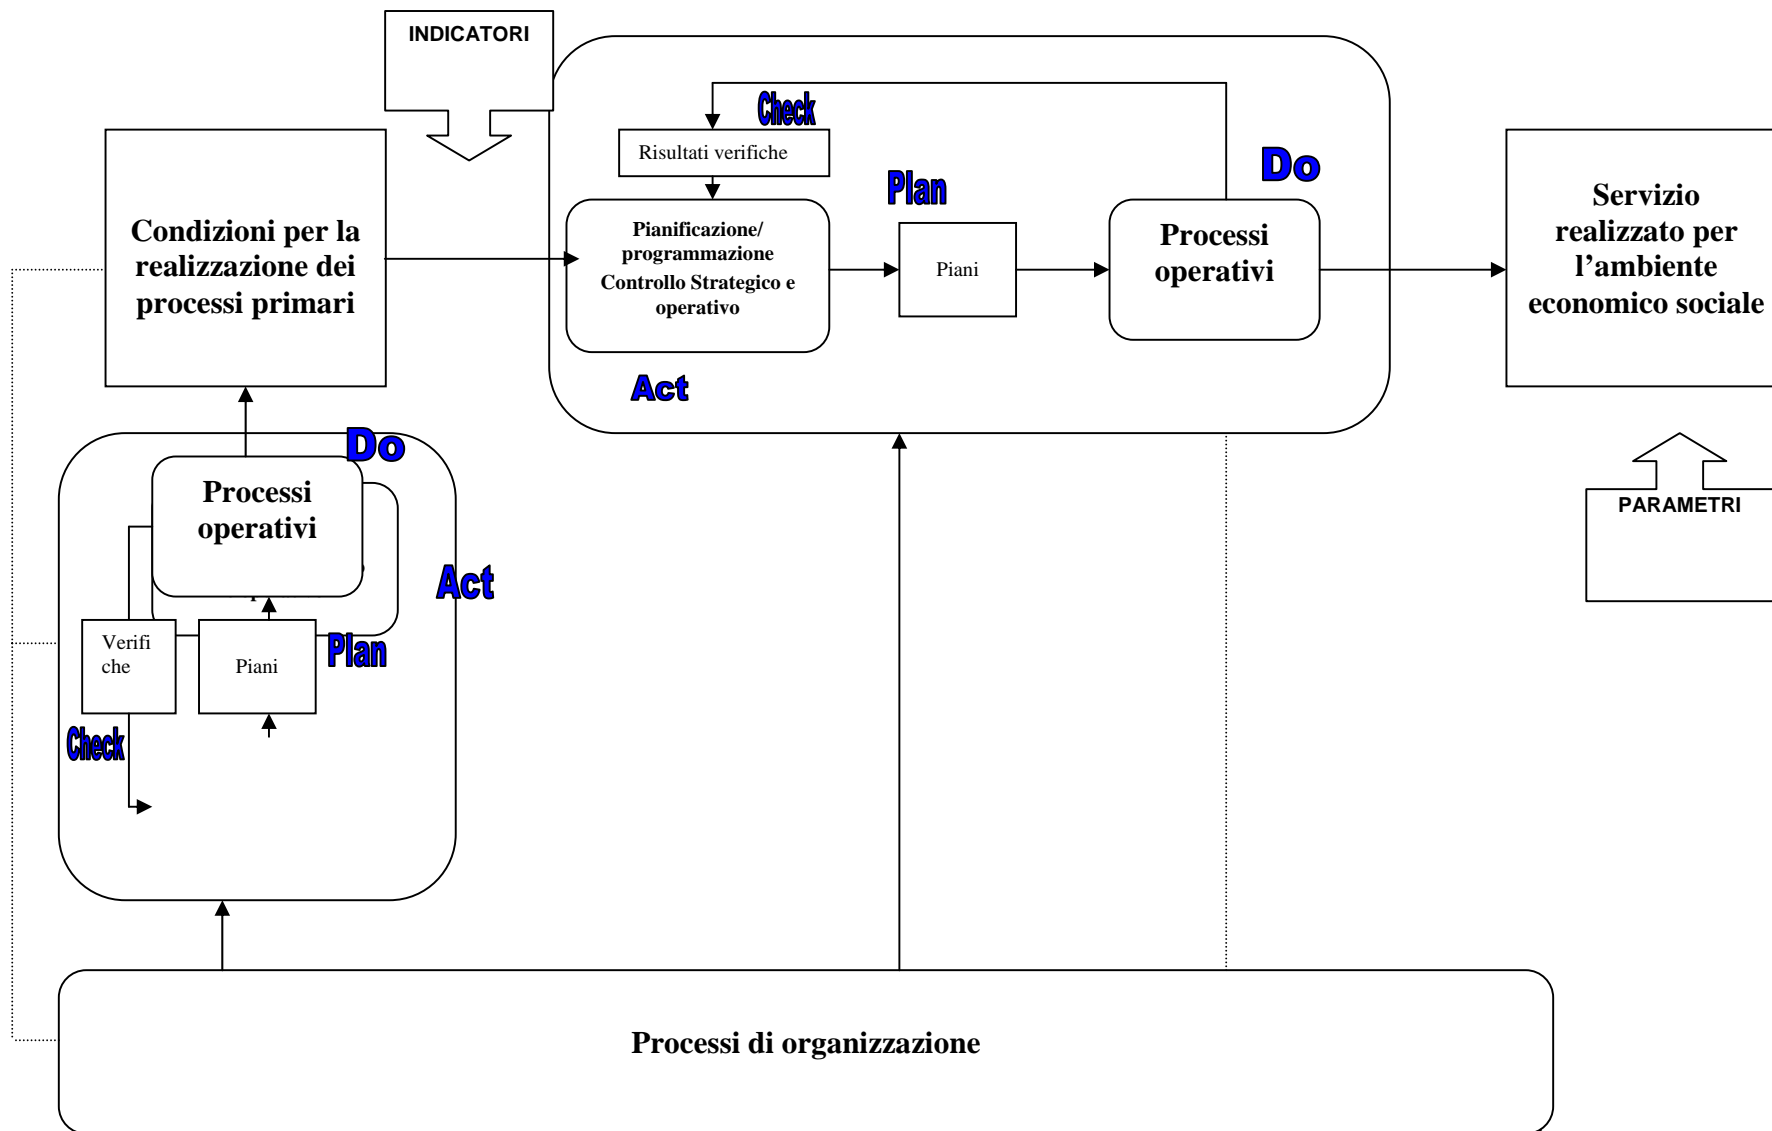 INDICATORI
Check
Risultati verifiche
Plan
Do
Condizioni per la
realizzazione dei
processi primari
Pianificazione/
programmazione
Controllo Strategico e
operativo
Piani
Processi
operativi
Servizio
realizzato per
l’ambiente
economico sociale
Act
Do
Processi
operativi
PARAMETRI
Act
Verifi
che
Piani
Plan
Check
Processi di organizzazione